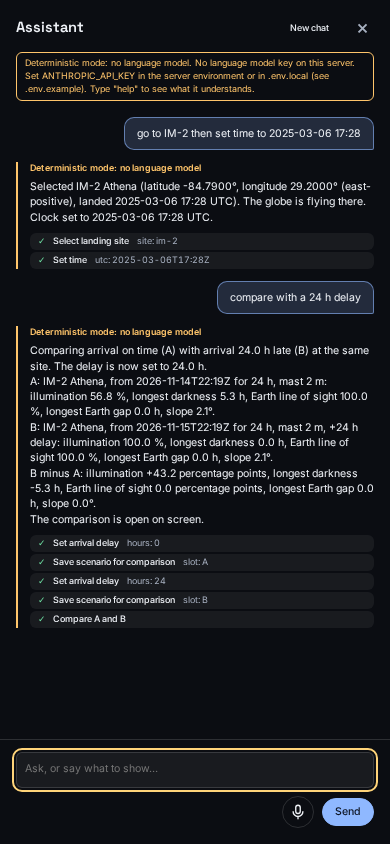 Assistant
New chat
Deterministic mode: no language model. No language model key on this server.
Set ANTHROPIC_API_KEY in the server environment or in .env.local (see
.env.example). Type "help" to see what it understands.
go to IM-2 then set time to 2025-03-06 17:28
Deterministic mode: no language model
Selected IM-2 Athena (latitude -84.7900°, longitude 29.2000° (east-
positive), landed 2025-03-06 17:28 UTC). The globe is flying there.
Clock set to 2025-03-06 17:28 UTC.
✓ Select landing site site: im-2
✓ Set time utc: 2025-03-06T17:28Z
compare with a 24 h delay
Deterministic mode: no language model
Comparing arrival on time (A) with arrival 24.0 h late (B) at the same
site. The delay is now set to 24.0 h.
A: IM-2 Athena, from 2026-11-14T22:19Z for 24 h, mast 2 m:
illumination 56.8 %, longest darkness 5.3 h, Earth line of sight 100.0
%, longest Earth gap 0.0 h, slope 2.1°.
B: IM-2 Athena, from 2026-11-15T22:19Z for 24 h, mast 2 m, +24 h
delay: illumination 100.0 %, longest darkness 0.0 h, Earth line of
sight 100.0 %, longest Earth gap 0.0 h, slope 2.1°.
B minus A: illumination +43.2 percentage points, longest darkness
-5.3 h, Earth line of sight 0.0 percentage points, longest Earth gap 0.0
h, slope 0.0°.
The comparison is open on screen.
✓ Set arrival delay hours: 0
✓ Save scenario for comparison slot: A
✓ Set arrival delay hours: 24
✓ Save scenario for comparison slot: B
✓ Compare A and B
Ask, or say what to show...
Send